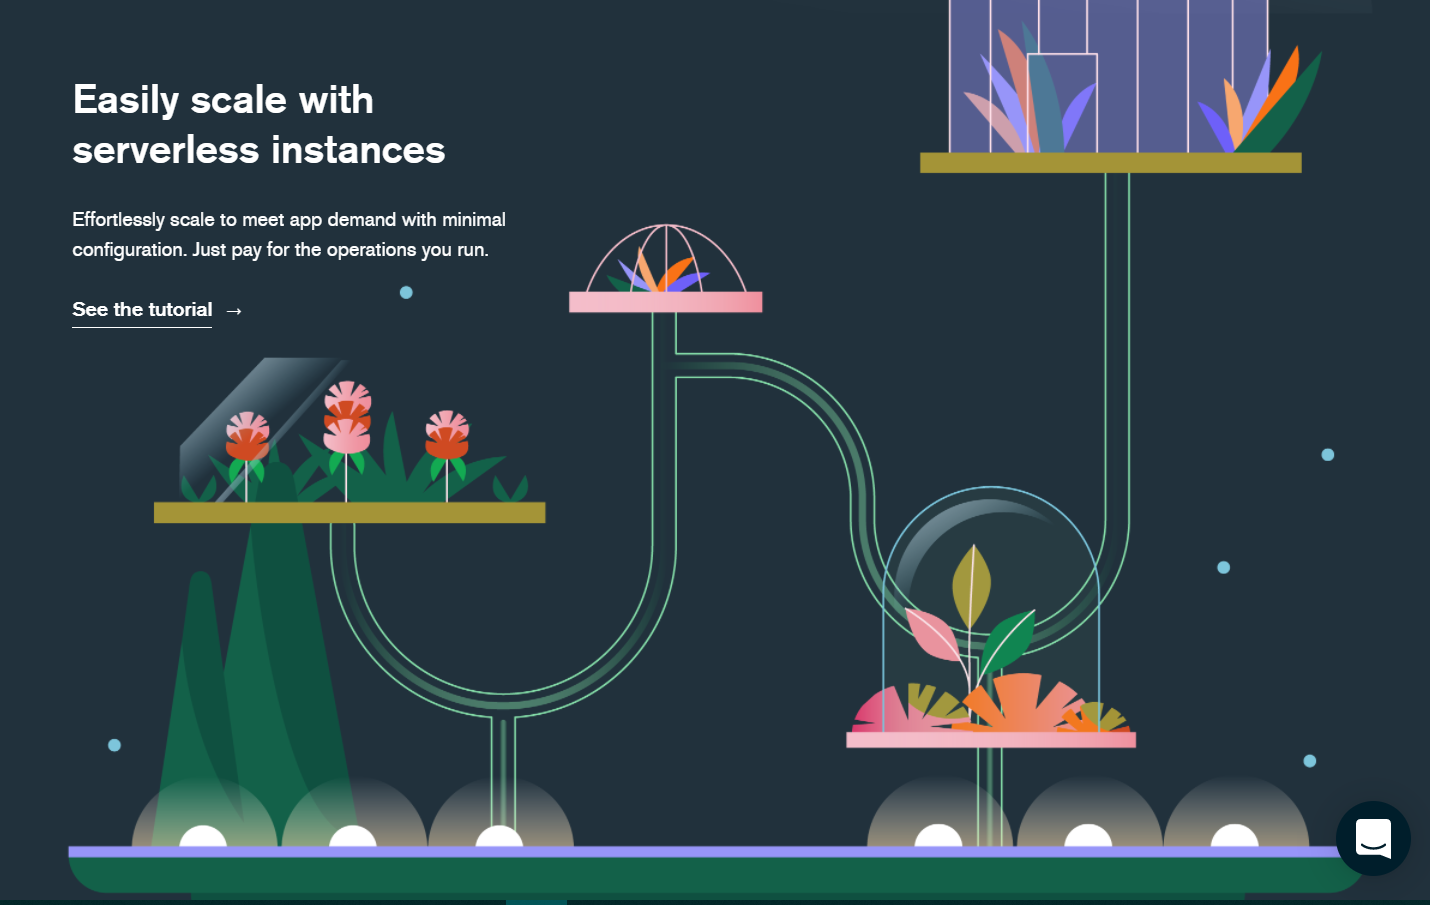 Easily scale with
serverless instances
Effortlessly scale to meet app demand with minimal
configuration. Just pay for the operations you run.
See the tutorial →